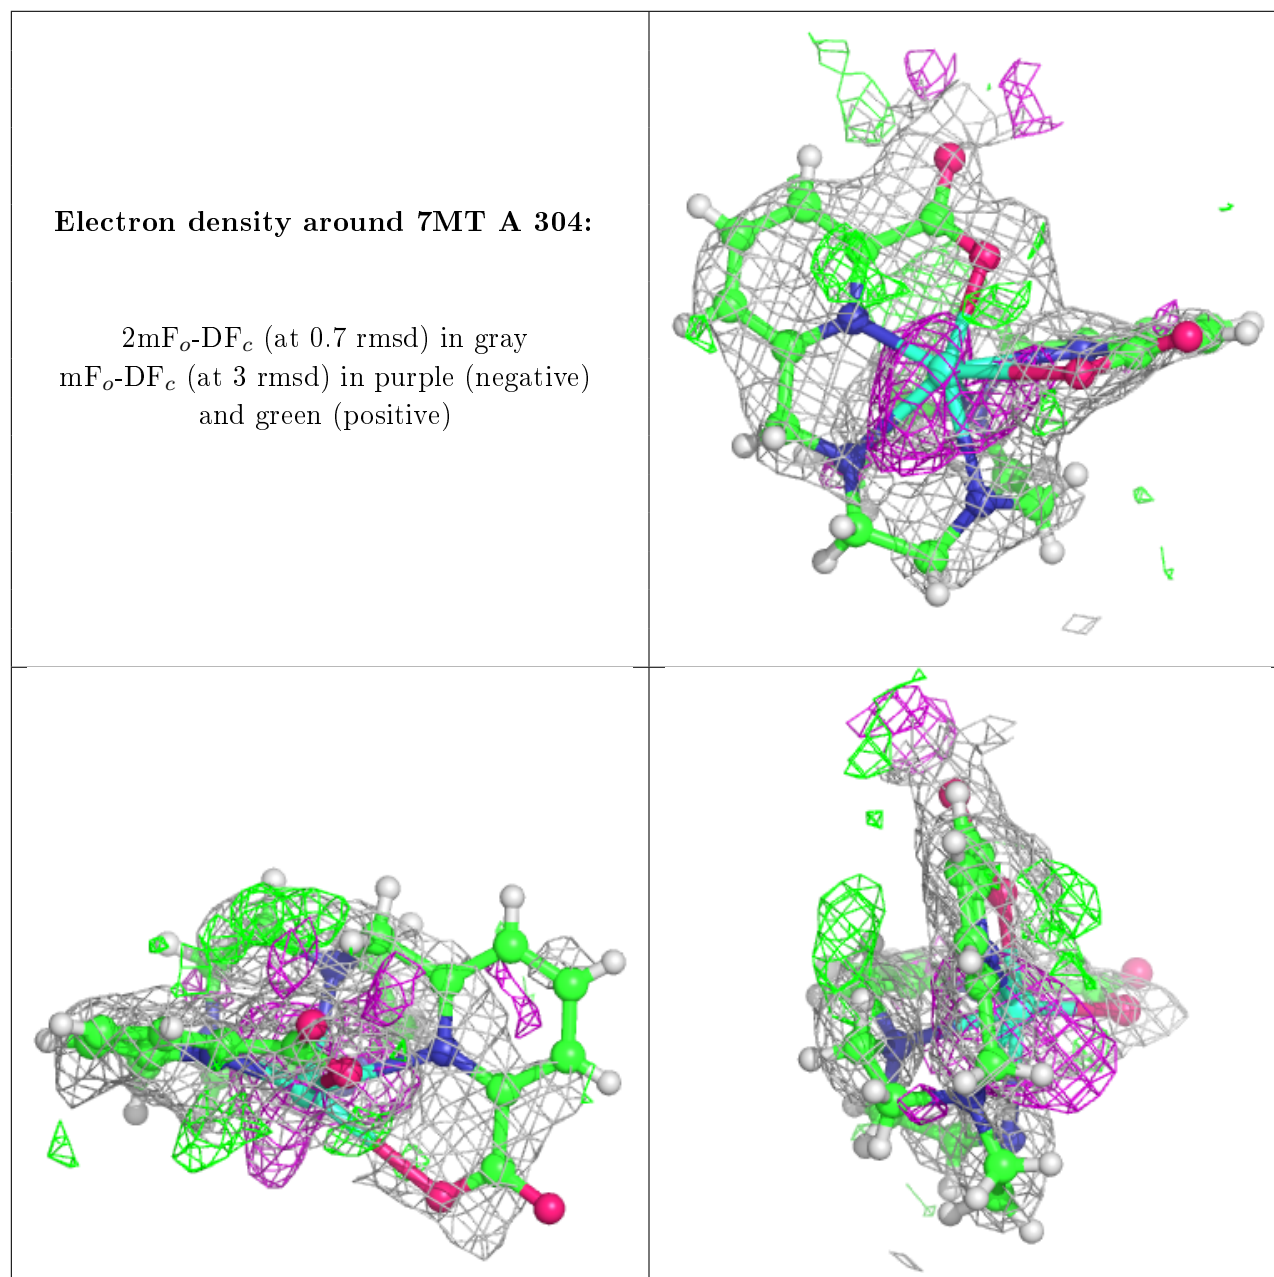 Electron density around 7MT A 304:
2mFo-DFc (at 0.7 rmsd) in gray
mFo-DFc (at 3 rmsd) in purple (negative)
and green (positive)